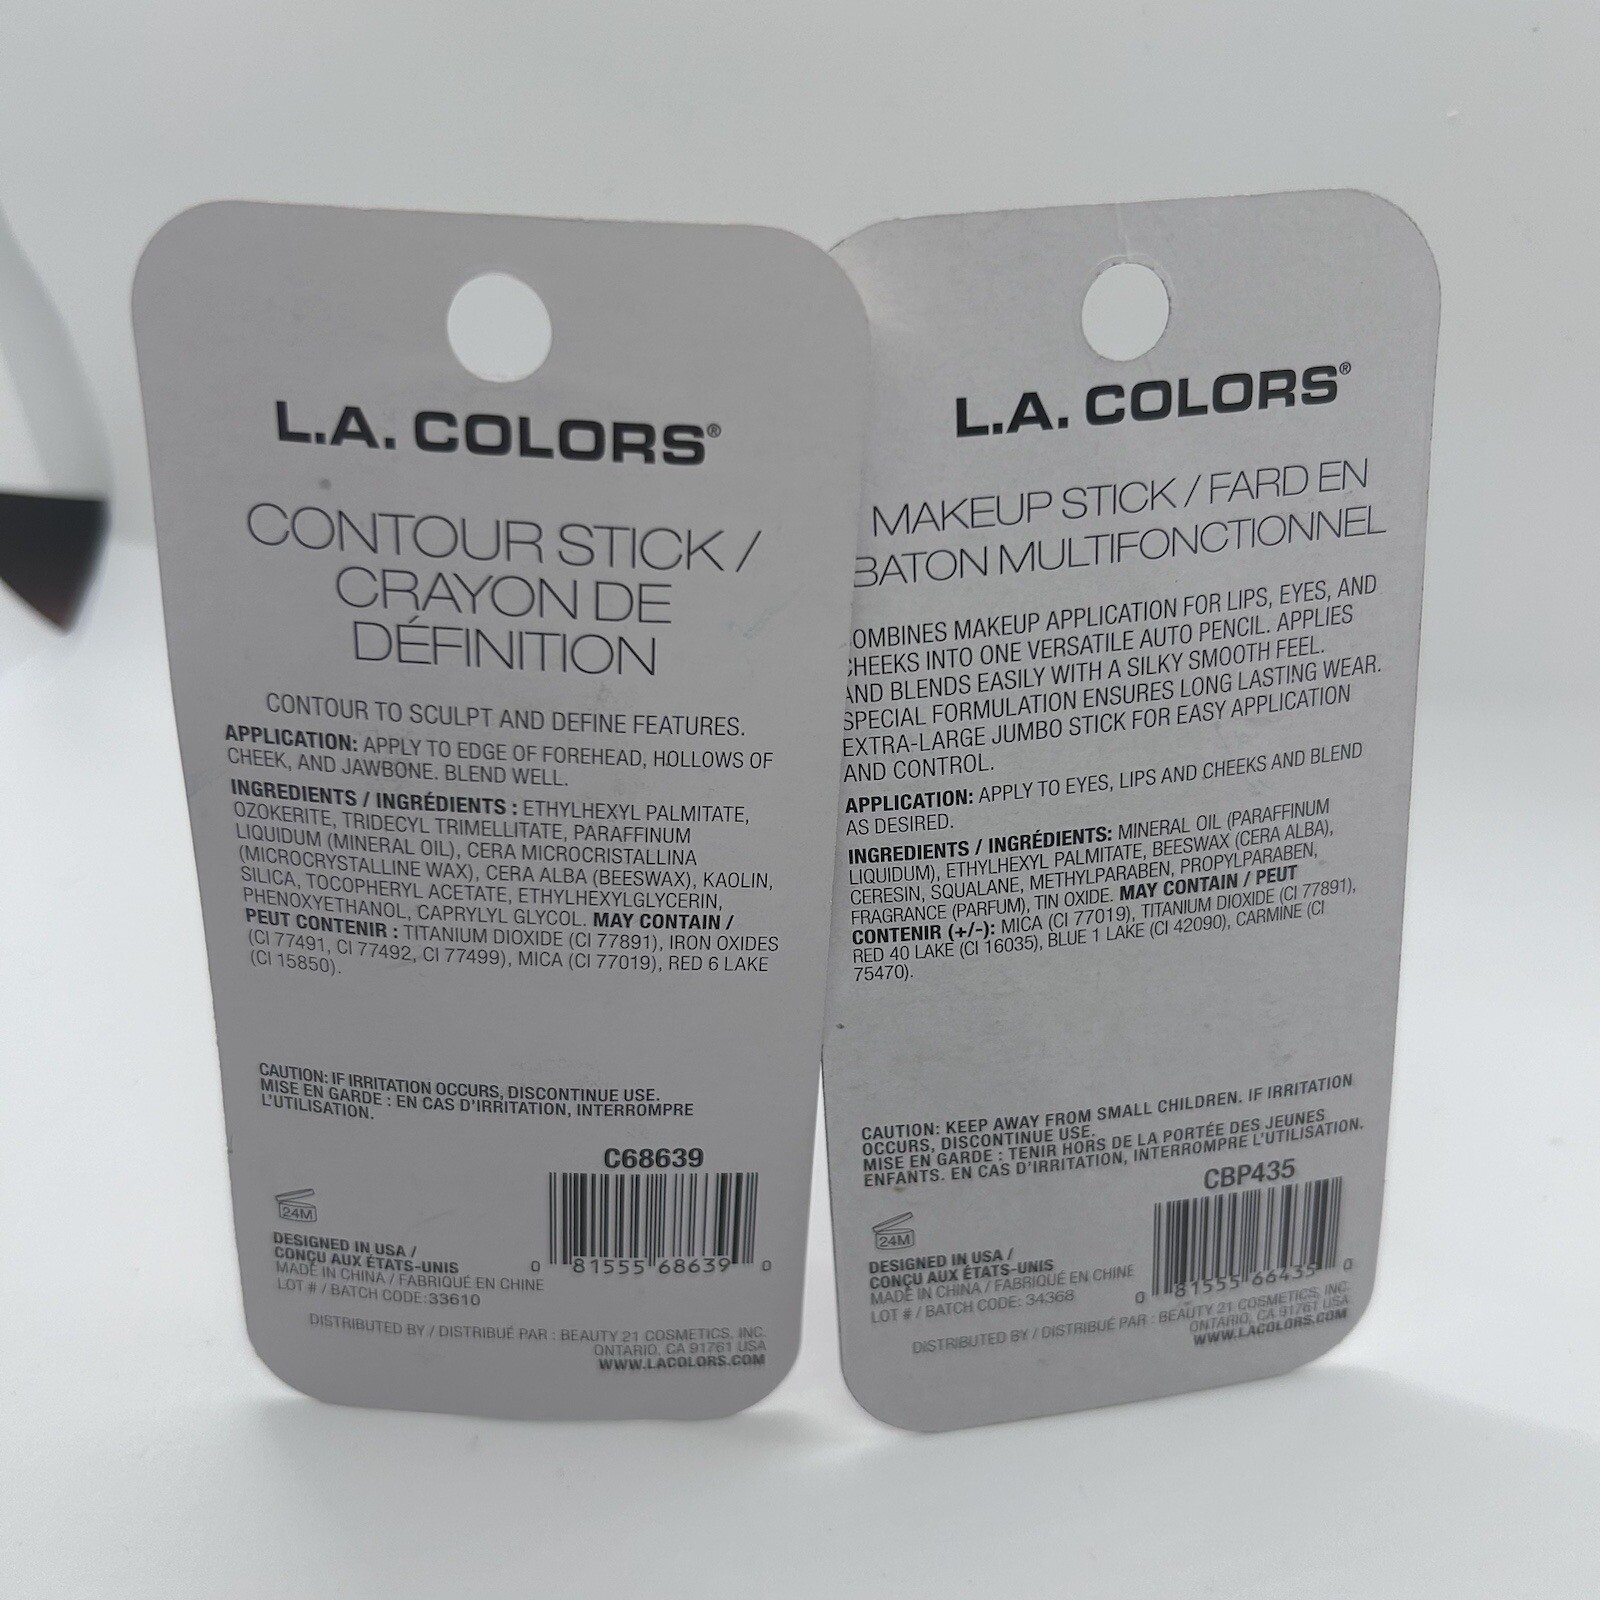 L.A. COLORS®
CONTOUR STICK /
CRAYON DE
DÉFINITION
CONTOUR TO SCULPT AND DEFINE FEATURES.
APPLICATION: APPLY TO EDGE OF FOREHEAD, HOLLOWS OF
CHEEK, AND JAWBONE. BLEND WELL.
INGREDIENTS / INGRÉDIENTS : ETHYLHEXYL PALMITATE,
OZOKERITE, TRIDECYL TRIMELLITATE, PARAFFINUM
LIQUIDUM (MINERAL OIL), CERA MICROCRISTALLINA
(MICROCRYSTALLINE WAX), CERA ALBA (BEESWAX), KAOLIN,
SILICA, TOCOPHERYL ACETATE, ETHYLHEXYLGLYCERIN,
PHENOXYETHANOL, CAPRYLYL GLYCOL. MAY CONTAIN /
PEUT CONTENIR : TITANIUM DIOXIDE (CI 77891), IRON OXIDES
(CI 77491, CI 77492, CI 77499), MICA (CI 77019), RED 6 LAKE
(CI 15850).
CAUTION: IF IRRITATION OCCURS, DISCONTINUE USE.
MISE EN GARDE : EN CAS D'IRRITATION, INTERROMPRE
L'UTILISATION.
C68639
24M
0 81555 68639 0
DESIGNED IN USA /
CONÇU AUX ÉTATS-UNIS
MADE IN CHINA / FABRIQUÉ EN CHINE
LOT # / BATCH CODE:33610
DISTRIBUTED BY / DISTRIBUÉ PAR : BEAUTY 21 COSMETICS, INC.
ONTARIO, CA 91761 USA
WWW.LACOLORS.COM
L.A. COLORS®
MAKEUP STICK / FARD EN
BATON MULTIFONCTIONNEL
OMBINES MAKEUP APPLICATION FOR LIPS, EYES, AND
CHEEKS INTO ONE VERSATILE AUTO PENCIL. APPLIES
AND BLENDS EASILY WITH A SILKY SMOOTH FEEL.
SPECIAL FORMULATION ENSURES LONG LASTING WEAR.
EXTRA-LARGE JUMBO STICK FOR EASY APPLICATION
AND CONTROL.
APPLICATION: APPLY TO EYES, LIPS AND CHEEKS AND BLEND
AS DESIRED.
INGREDIENTS / INGRÉDIENTS: MINERAL OIL (PARAFFINUM
LIQUIDUM), ETHYLHEXYL PALMITATE, BEESWAX (CERA ALBA),
CERESIN, SQUALANE, METHYLPARABEN, PROPYLPARABEN,
FRAGRANCE (PARFUM), TIN OXIDE. MAY CONTAIN / PEUT
CONTENIR (+/-): MICA (CI 77019), TITANIUM DIOXIDE (CI 77891),
RED 40 LAKE (CI 16035), BLUE 1 LAKE (CI 42090), CARMINE (CI
75470).
CAUTION: KEEP AWAY FROM SMALL CHILDREN. IF IRRITATION
OCCURS, DISCONTINUE USE.
MISE EN GARDE : TENIR HORS DE LA PORTÉE DES JEUNES
ENFANTS. EN CAS D'IRRITATION, INTERROMPRE L'UTILISATION.
CBP435
24M
0 81555 66435 0
DESIGNED IN USA /
CONÇU AUX ÉTATS-UNIS
MADE IN CHINA / FABRIQUÉ EN CHINE
LOT # / BATCH CODE: 34368
DISTRIBUTED BY / DISTRIBUÉ PAR : BEAUTY 21 COSMETICS, INC.
ONTARIO, CA 91761 USA
WWW.LACOLORS.COM